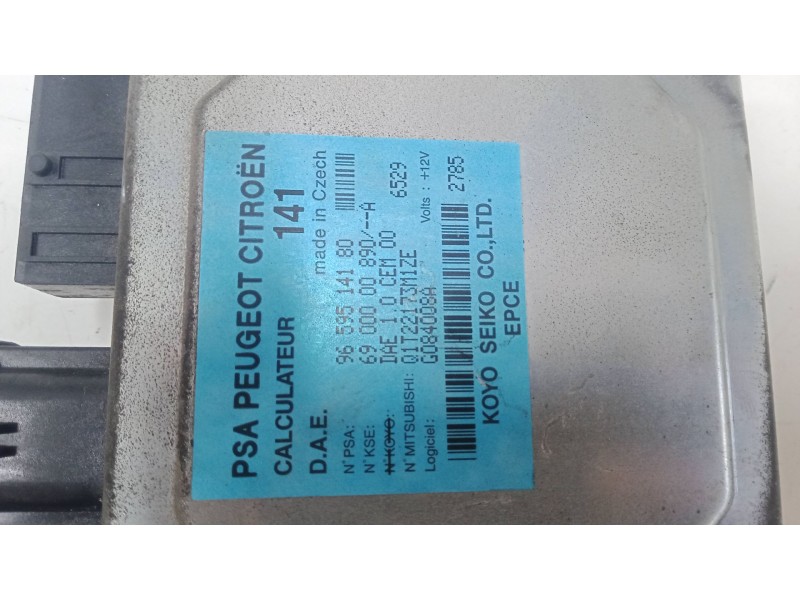 PSA PEUGEOT CITROËN
CALCULATEUR 141
D.A.E. made in Czech
N°PSA: 96 595 141 80
N°KSE: 69 000 00 890/--A
N°KOYO: DAE 1.0 CEM 00 6529
N°MITSUBISHI: Q1T22173M1ZE Volts : +12V
Logiciel: G084008A
2785
KOYO SEIKO CO.,LTD.
EPCE